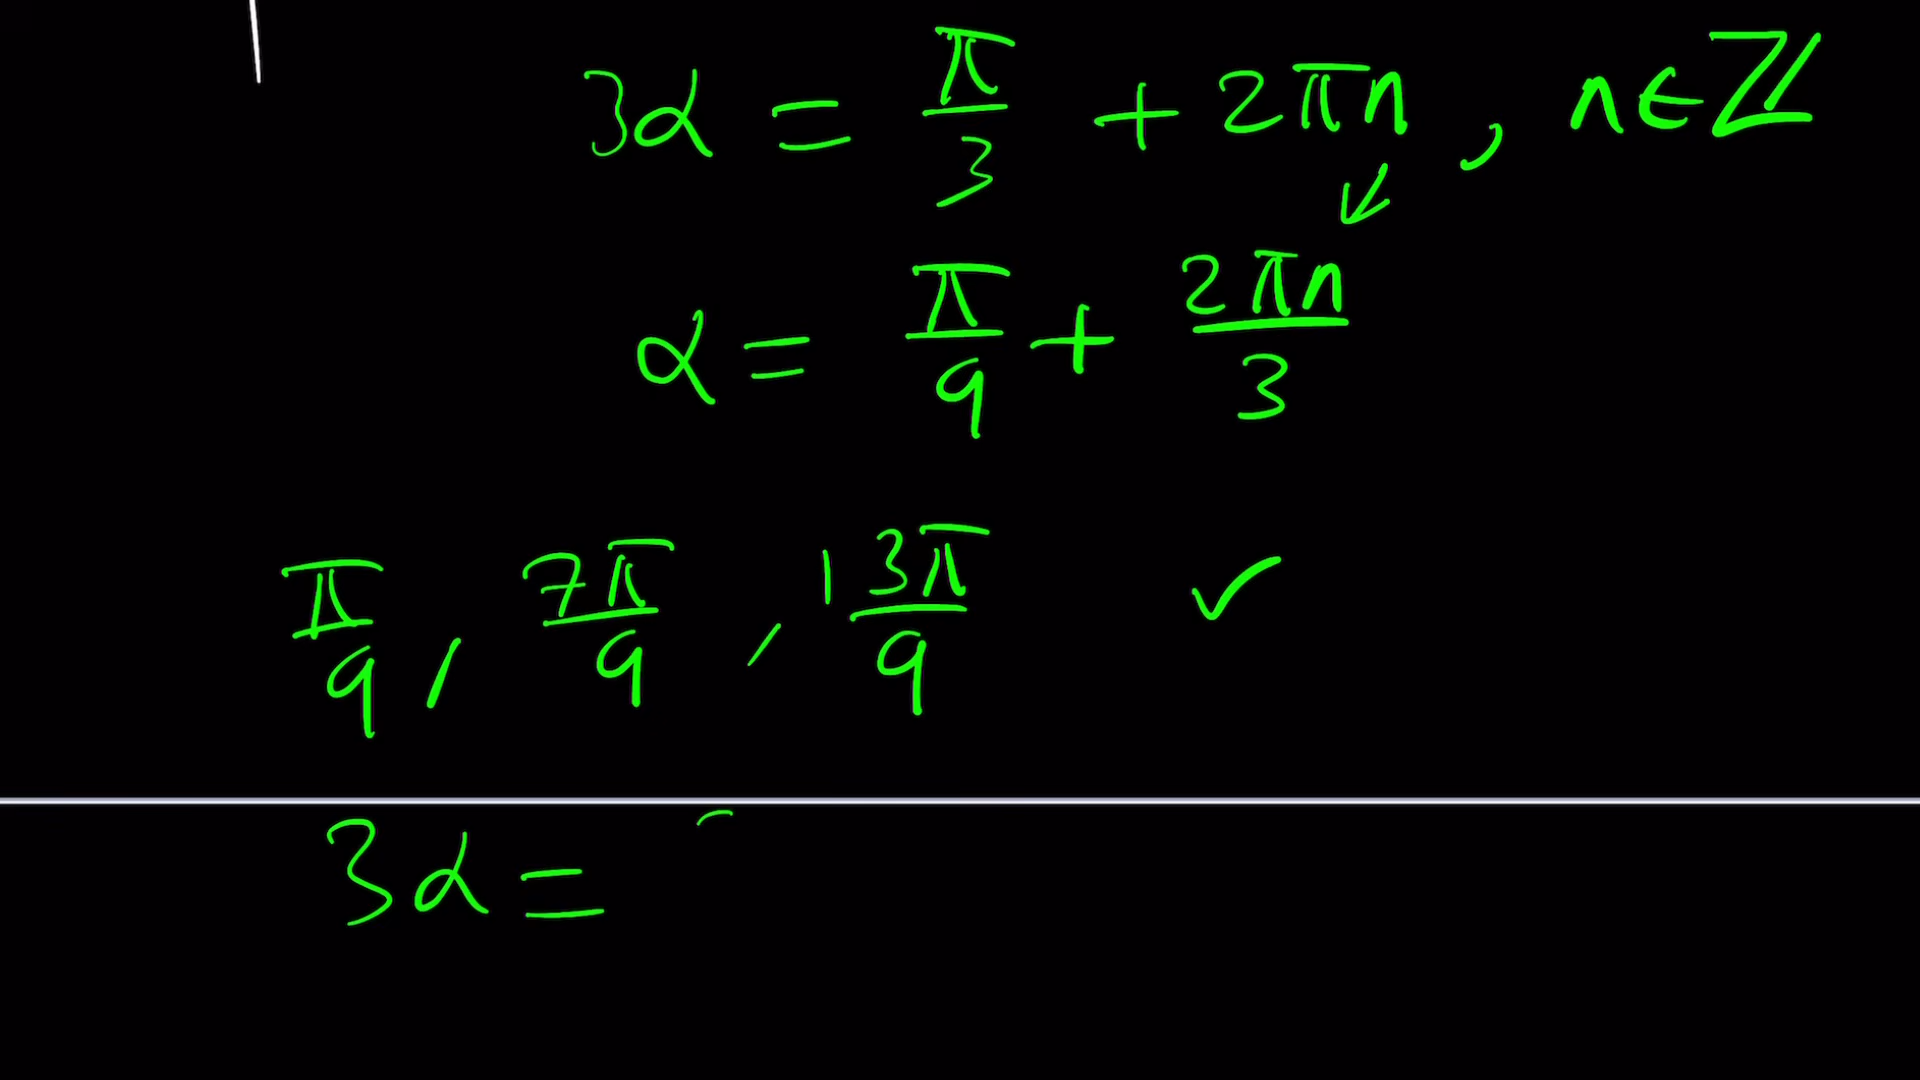 3α = π/3 + 2πn , n∈ℤ
↙
α = π/9 + 2πn/3
π/9 , 7π/9 , 13π/9 ✓
3α =